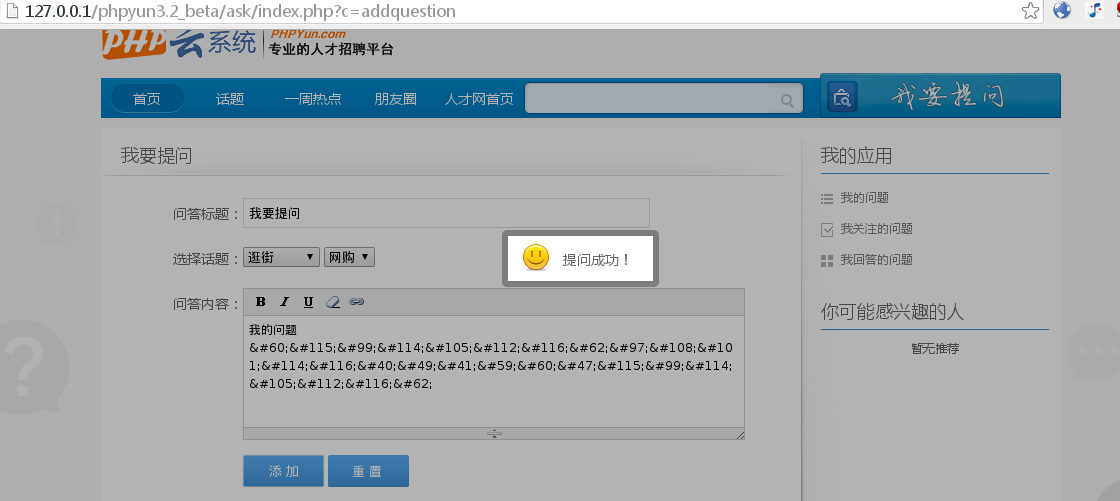 127.0.0.1/phpyun3.2_beta/ask/index.php?c=addquestion
PHP云系统 PHPYun.com
专业的人才招聘平台
首页 话题 一周热点 朋友圈 人才网首页 我要提问
我要提问
问答标题： 我要提问
选择话题： 逛街 网购
提问成功！
问答内容： B I U
我的问题
&#60;&#115;&#99;&#114;&#105;&#112;&#116;&#62;&#97;&#108;&#10
1;&#114;&#116;&#40;&#49;&#41;&#59;&#60;&#47;&#115;&#99;&#114;
&#105;&#112;&#116;&#62;
添 加 重 置
我的应用
我的问题
我关注的问题
我回答的问题
你可能感兴趣的人
暂无推荐